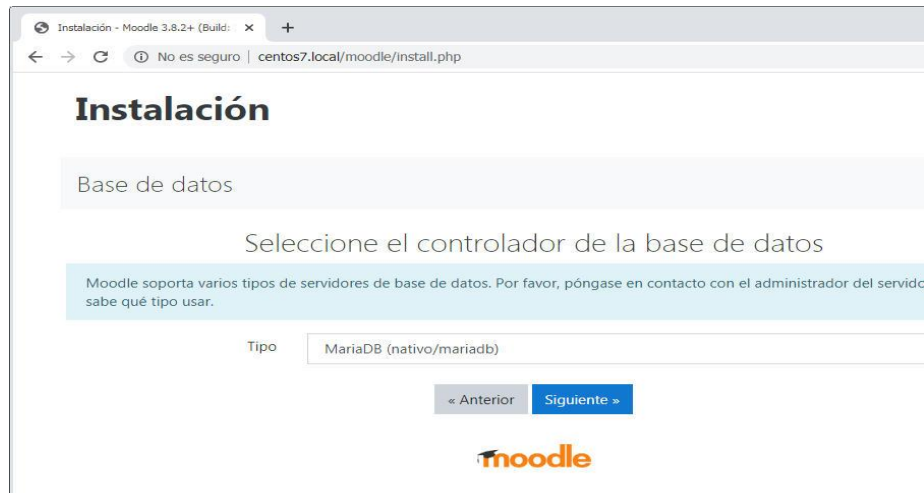 Instalación - Moodle 3.8.2+ (Build:
No es seguro | centos7.local/moodle/install.php
Instalación
Base de datos
Seleccione el controlador de la base de datos
Moodle soporta varios tipos de servidores de base de datos. Por favor, póngase en contacto con el administrador del servido
sabe qué tipo usar.
Tipo
MariaDB (nativo/mariadb)
« Anterior
Siguiente »
moodle